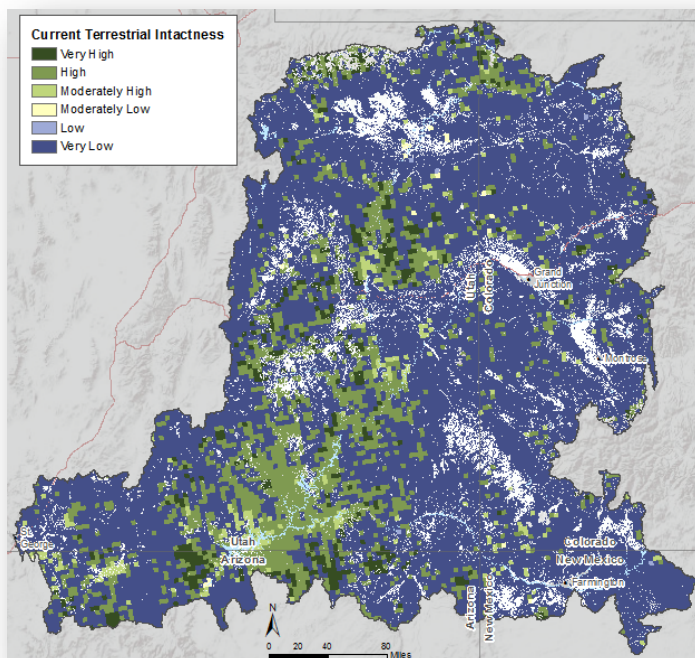 Current Terrestrial Intactness
Very High
High
Moderately High
Moderately Low
Low
Very Low
Utah
Colorado
Grand
Junction
Montrose
George
Utah
Arizona
Colorado
New Mexico
Farmington
Arizona
New Mexico
N
0 20 40 80
Miles